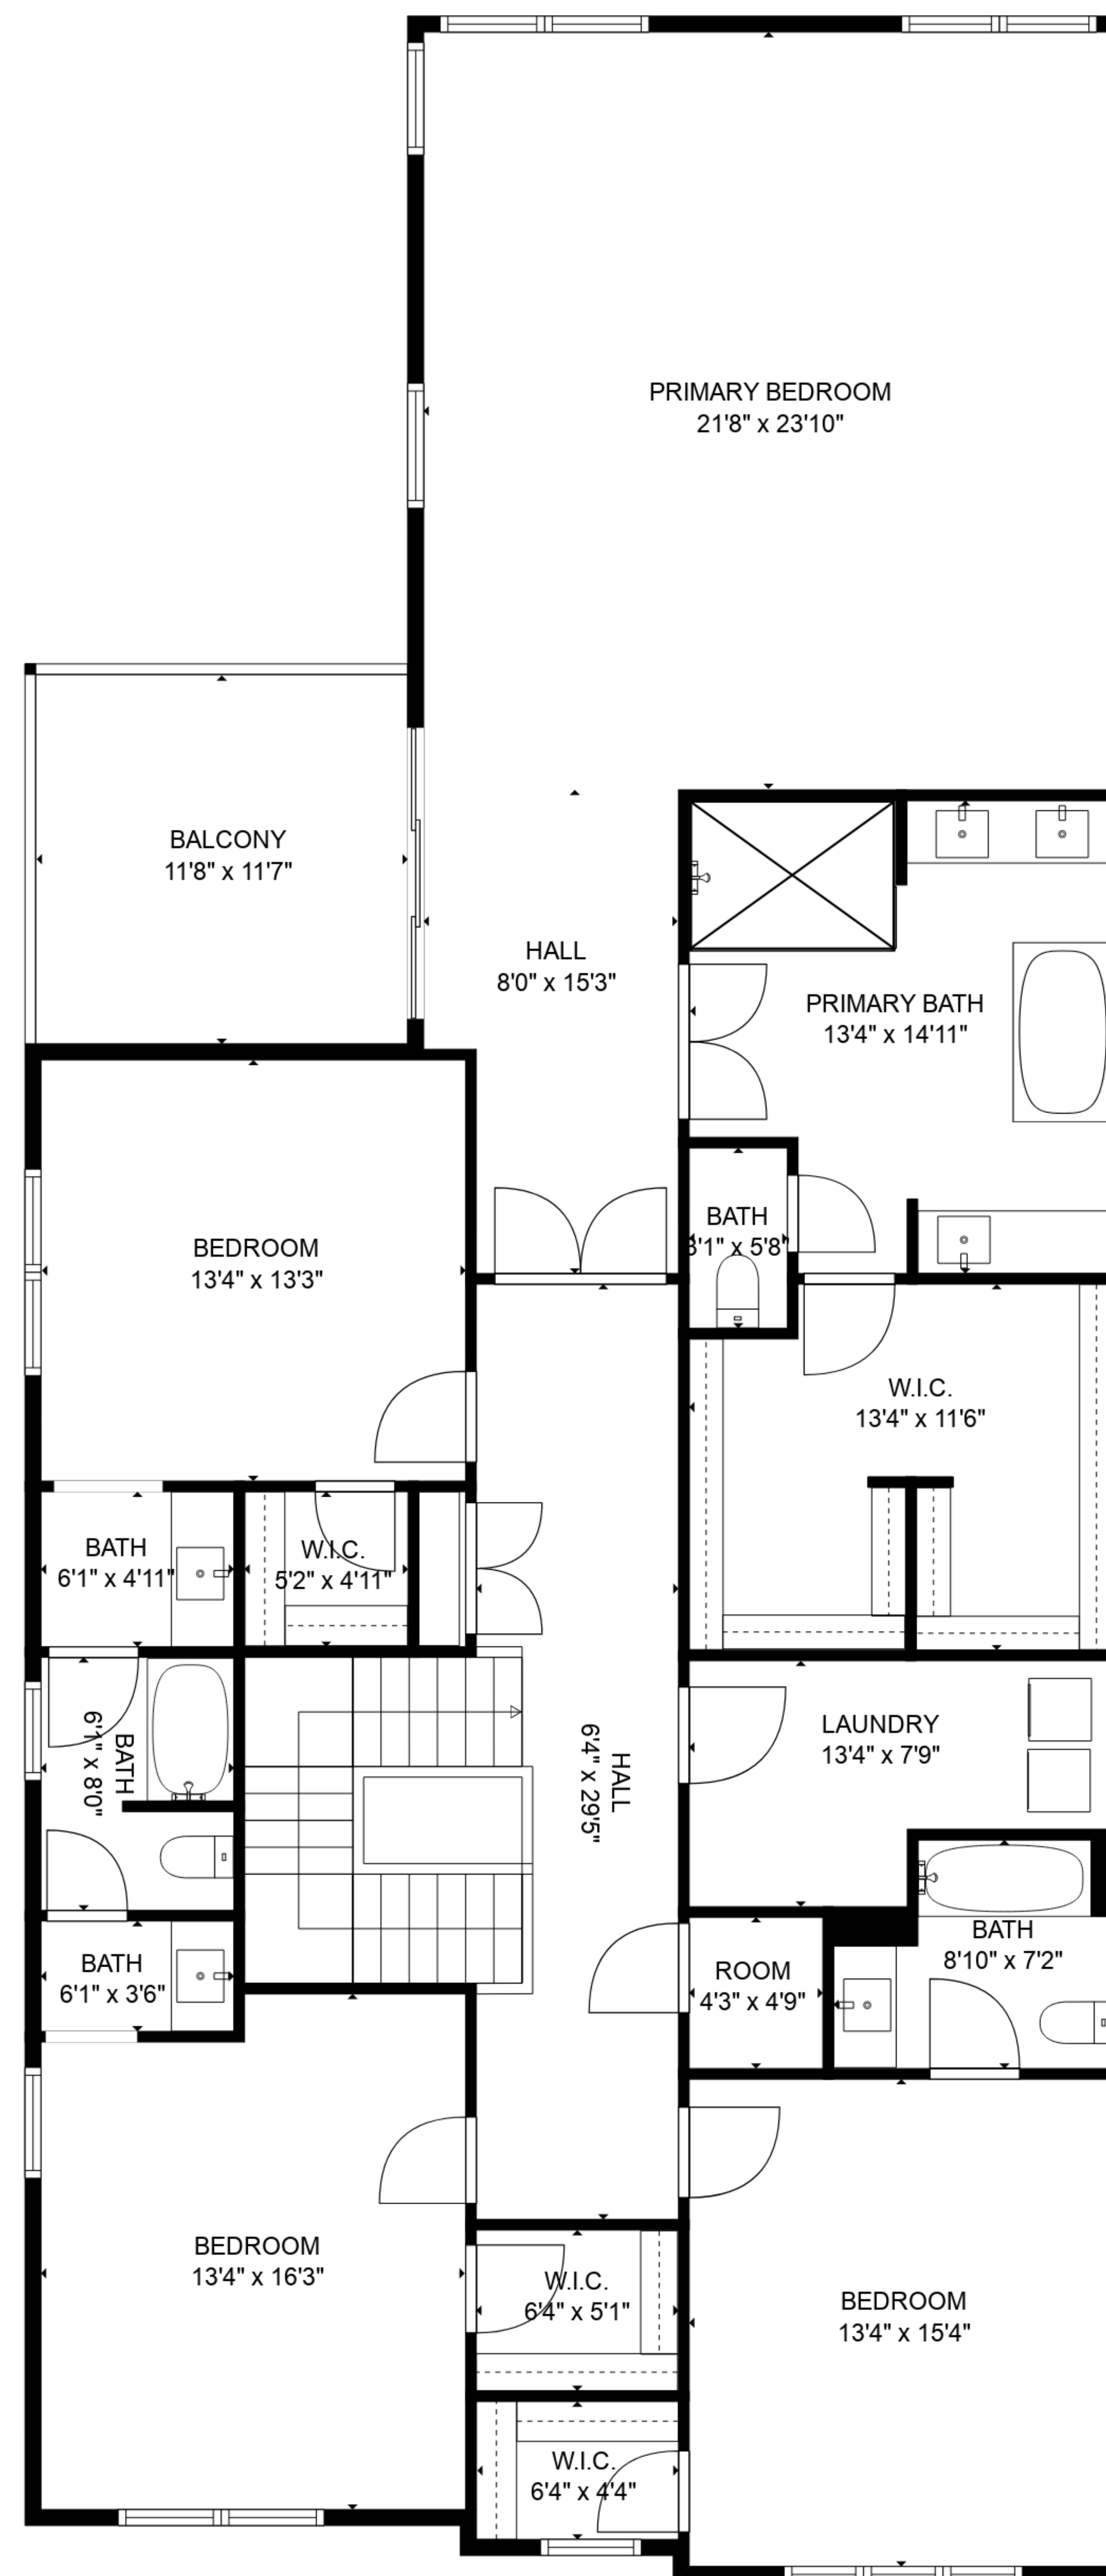 PRIMARY BEDROOM
21'8" x 23'10"
BALCONY
11'8" x 11'7"
HALL
8'0" x 15'3"
PRIMARY BATH
13'4" x 14'11"
BATH
3'1" x 5'8"
BEDROOM
13'4" x 13'3"
W.I.C.
13'4" x 11'6"
BATH
6'1" x 4'11"
W.I.C.
5'2" x 4'11"
BATH
6'1" x 8'0"
HALL
6'4" x 29'5"
LAUNDRY
13'4" x 7'9"
BATH
8'10" x 7'2"
BATH
6'1" x 3'6"
ROOM
4'3" x 4'9"
BEDROOM
13'4" x 16'3"
W.I.C.
6'4" x 5'1"
BEDROOM
13'4" x 15'4"
W.I.C.
6'4" x 4'4"